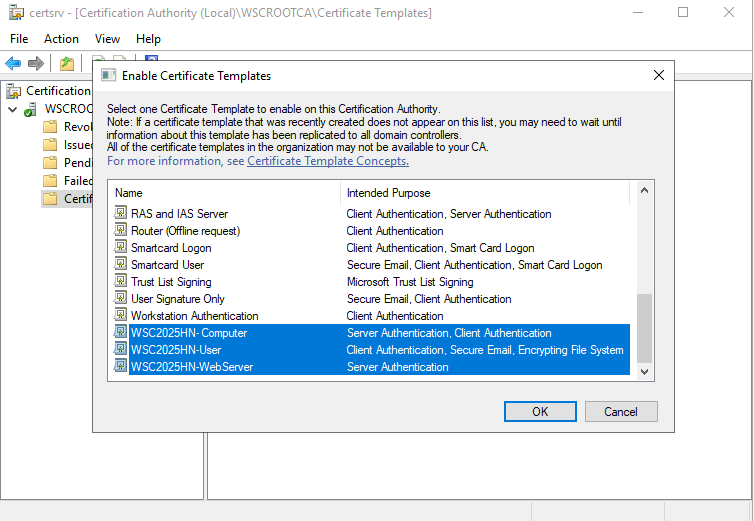 certsrv - [Certification Authority (Local)\WSCROOTCA\Certificate Templates]
File Action View Help
Enable Certificate Templates
Select one Certificate Template to enable on this Certification Authority.
Note: If a certificate template that was recently created does not appear on this list, you may need to wait until
information about this template has been replicated to all domain controllers.
All of the certificate templates in the organization may not be available to your CA.
For more information, see Certificate Template Concepts.
Certification
WSCROO
Revok
Issued
Pendi
Failed
Certif
Name Intended Purpose
RAS and IAS Server Client Authentication, Server Authentication
Router (Offline request) Client Authentication
Smartcard Logon Client Authentication, Smart Card Logon
Smartcard User Secure Email, Client Authentication, Smart Card Logon
Trust List Signing Microsoft Trust List Signing
User Signature Only Secure Email, Client Authentication
Workstation Authentication Client Authentication
WSC2025HN- Computer Server Authentication, Client Authentication
WSC2025HN-User Client Authentication, Secure Email, Encrypting File System
WSC2025HN-WebServer Server Authentication
OK Cancel